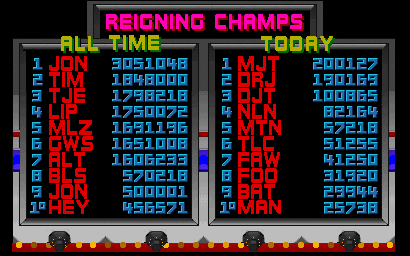 REIGNING CHAMPS
ALL TIME
1 JON 3051048
2 TIM 1848000
3 TJE 1798218
4 LIP 1750072
5 MLZ 1691196
6 GWS 1651008
7 ALT 1606233
8 BLS 570218
9 JON 500001
10 HEY 456571
TODAY
1 MJT 200127
2 DRJ 190169
3 DJT 100865
4 NLN 82164
5 MTN 57218
6 TLC 51255
7 FAW 41250
8 FOO 31920
9 BAT 29944
10 MAN 25738